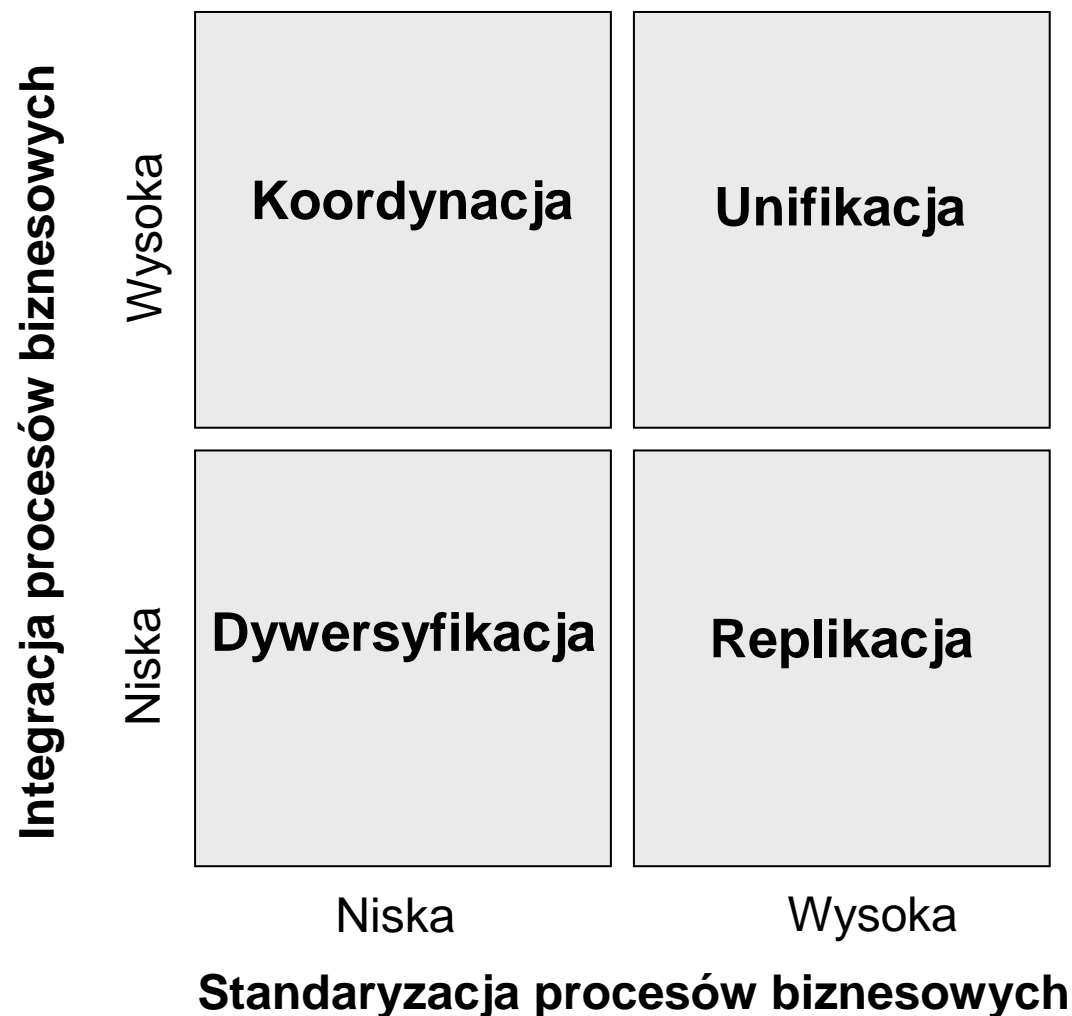 Integracja procesów biznesowych
Wysoka
Koordynacja
Unifikacja
Niska
Dywersyfikacja
Replikacja
Niska
Wysoka
Standaryzacja procesów biznesowych